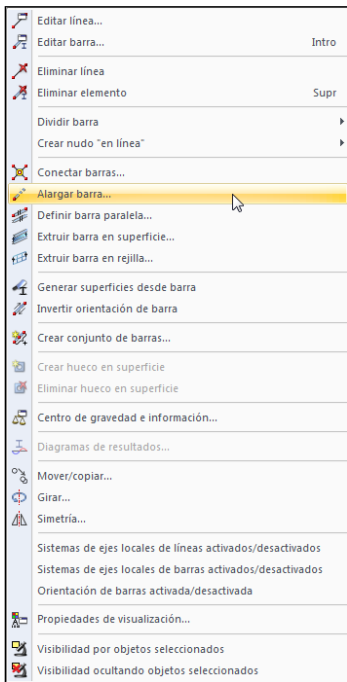 Editar línea...
Editar barra... Intro
Eliminar línea
Eliminar elemento Supr
Dividir barra
Crear nudo "en línea"
Conectar barras...
Alargar barra...
Definir barra paralela...
Extruir barra en superficie...
Extruir barra en rejilla...
Generar superficies desde barra
Invertir orientación de barra
Crear conjunto de barras...
Crear hueco en superficie
Eliminar hueco en superficie
Centro de gravedad e información...
Diagramas de resultados...
Mover/copiar...
Girar...
Simetría...
Sistemas de ejes locales de líneas activados/desactivados
Sistemas de ejes locales de barras activados/desactivados
Orientación de barras activada/desactivada
Propiedades de visualización...
Visibilidad por objetos seleccionados
Visibilidad ocultando objetos seleccionados